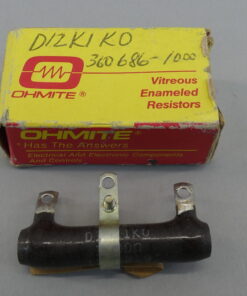 D12K1K0
360686-1000
OHMITE®
Vitreous
Enameled
Resistors
OHMITE®
Has The Answers
Electrical And Electronic Components
And Controls
D12K1K0